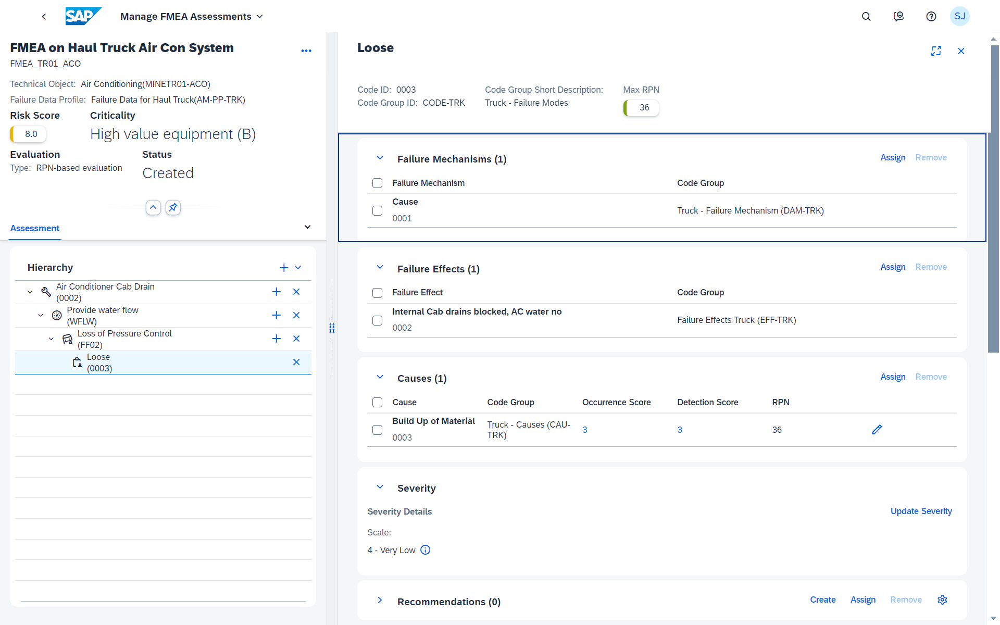 SAP
Manage FMEA Assessments
SJ
FMEA on Haul Truck Air Con System
FMEA_TR01_ACO
Technical Object: Air Conditioning(MINETR01-ACO)
Failure Data Profile: Failure Data for Haul Truck(AM-PP-TRK)
Risk Score
Criticality
8.0
High value equipment (B)
Evaluation
Status
Type: RPN-based evaluation
Created
Assessment
Hierarchy
Air Conditioner Cab Drain
(0002)
Provide water flow
(WFLW)
Loss of Pressure Control
(FF02)
Loose
(0003)
Loose
Code ID: 0003
Code Group ID: CODE-TRK
Code Group Short Description:
Truck - Failure Modes
Max RPN
36
Failure Mechanisms (1)
Assign Remove
Failure Mechanism Code Group
Cause
0001
Truck - Failure Mechanism (DAM-TRK)
Failure Effects (1)
Assign Remove
Failure Effect Code Group
Internal Cab drains blocked, AC water no
0002
Failure Effects Truck (EFF-TRK)
Causes (1)
Assign Remove
Cause Code Group Occurrence Score Detection Score RPN
Build Up of Material
0003
Truck - Causes (CAU-
TRK)
3 3 36
Severity
Severity Details
Update Severity
Scale:
4 - Very Low
Recommendations (0)
Create Assign Remove